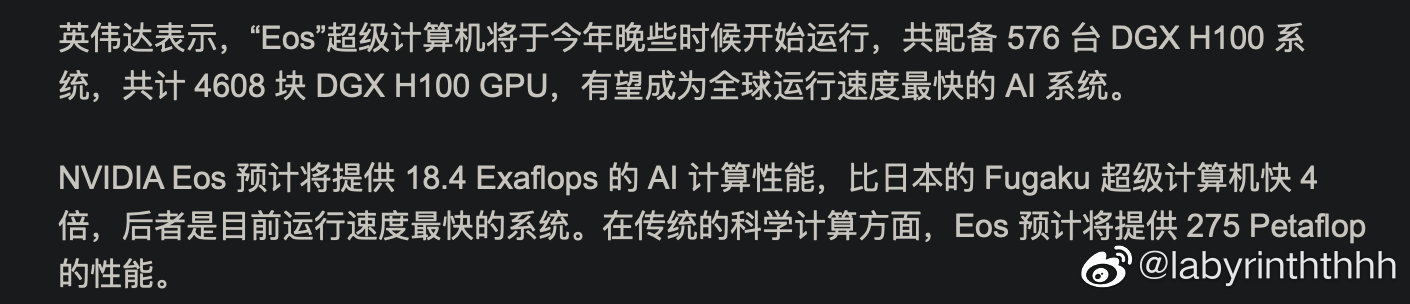 英伟达表示，“Eos”超级计算机将于今年晚些时候开始运行，共配备 576 台 DGX H100 系
统，共计 4608 块 DGX H100 GPU，有望成为全球运行速度最快的 AI 系统。
NVIDIA Eos 预计将提供 18.4 Exaflops 的 AI 计算性能，比日本的 Fugaku 超级计算机快 4
倍，后者是目前运行速度最快的系统。在传统的科学计算方面，Eos 预计将提供 275 Petaflop
的性能。
@labyrinththhh